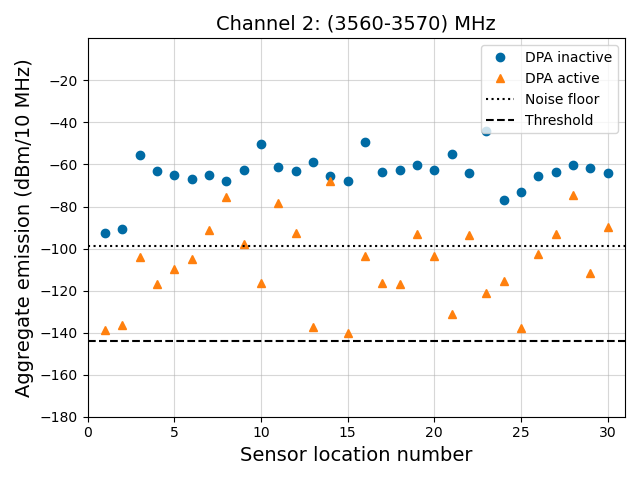 Channel 2: (3560-3570) MHz
DPA inactive
DPA active
Noise floor
Threshold
Aggregate emission (dBm/10 MHz)
−20
−40
−60
−80
−100
−120
−140
−160
−180
0 5 10 15 20 25 30
Sensor location number